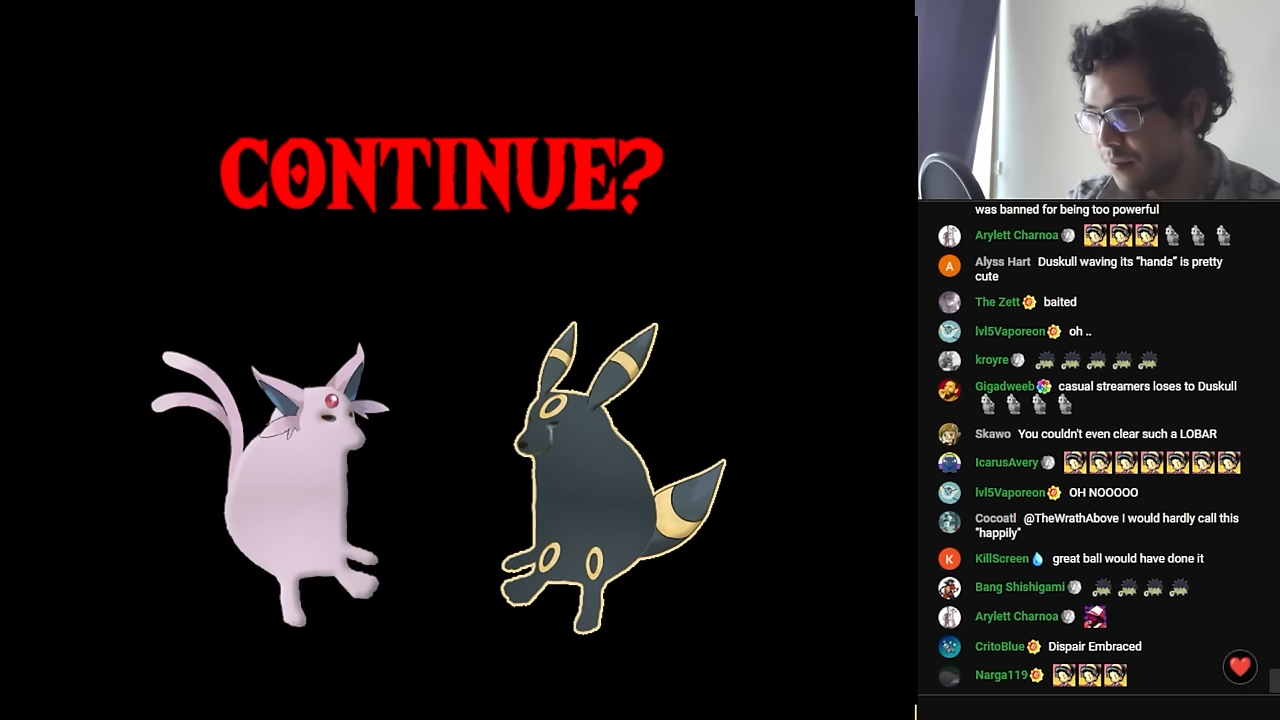 CONTINUE?
was banned for being too powerful
Arylett Charnoa
A Alyss Hart Duskull waving its “hands” is pretty
cute
The Zett baited
lvl5Vaporeon oh ..
kroyre
Gigadweeb casual streamers loses to Duskull
Skawo You couldn't even clear such a LOBAR
IcarusAvery
lvl5Vaporeon OH NOOOOO
Cocoatl @TheWrathAbove I would hardly call this
"happily"
K KillScreen great ball would have done it
Bang Shishigami
Arylett Charnoa
CritoBlue Dispair Embraced
Narga119